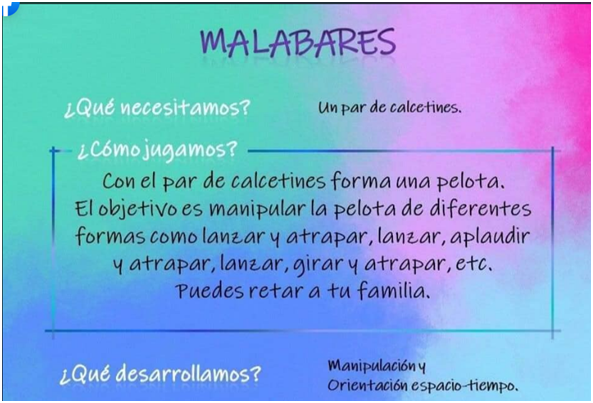 MALABARES
¿Qué necesitamos? Un par de calcetines.
¿Cómo jugamos?
Con el par de calcetines forma una pelota.
El objetivo es manipular la pelota de diferentes
formas como lanzar y atrapar, lanzar, aplaudir
y atrapar, lanzar, girar y atrapar, etc.
Puedes retar a tu familia.
¿Qué desarrollamos? Manipulación y
Orientación espacio-tiempo.